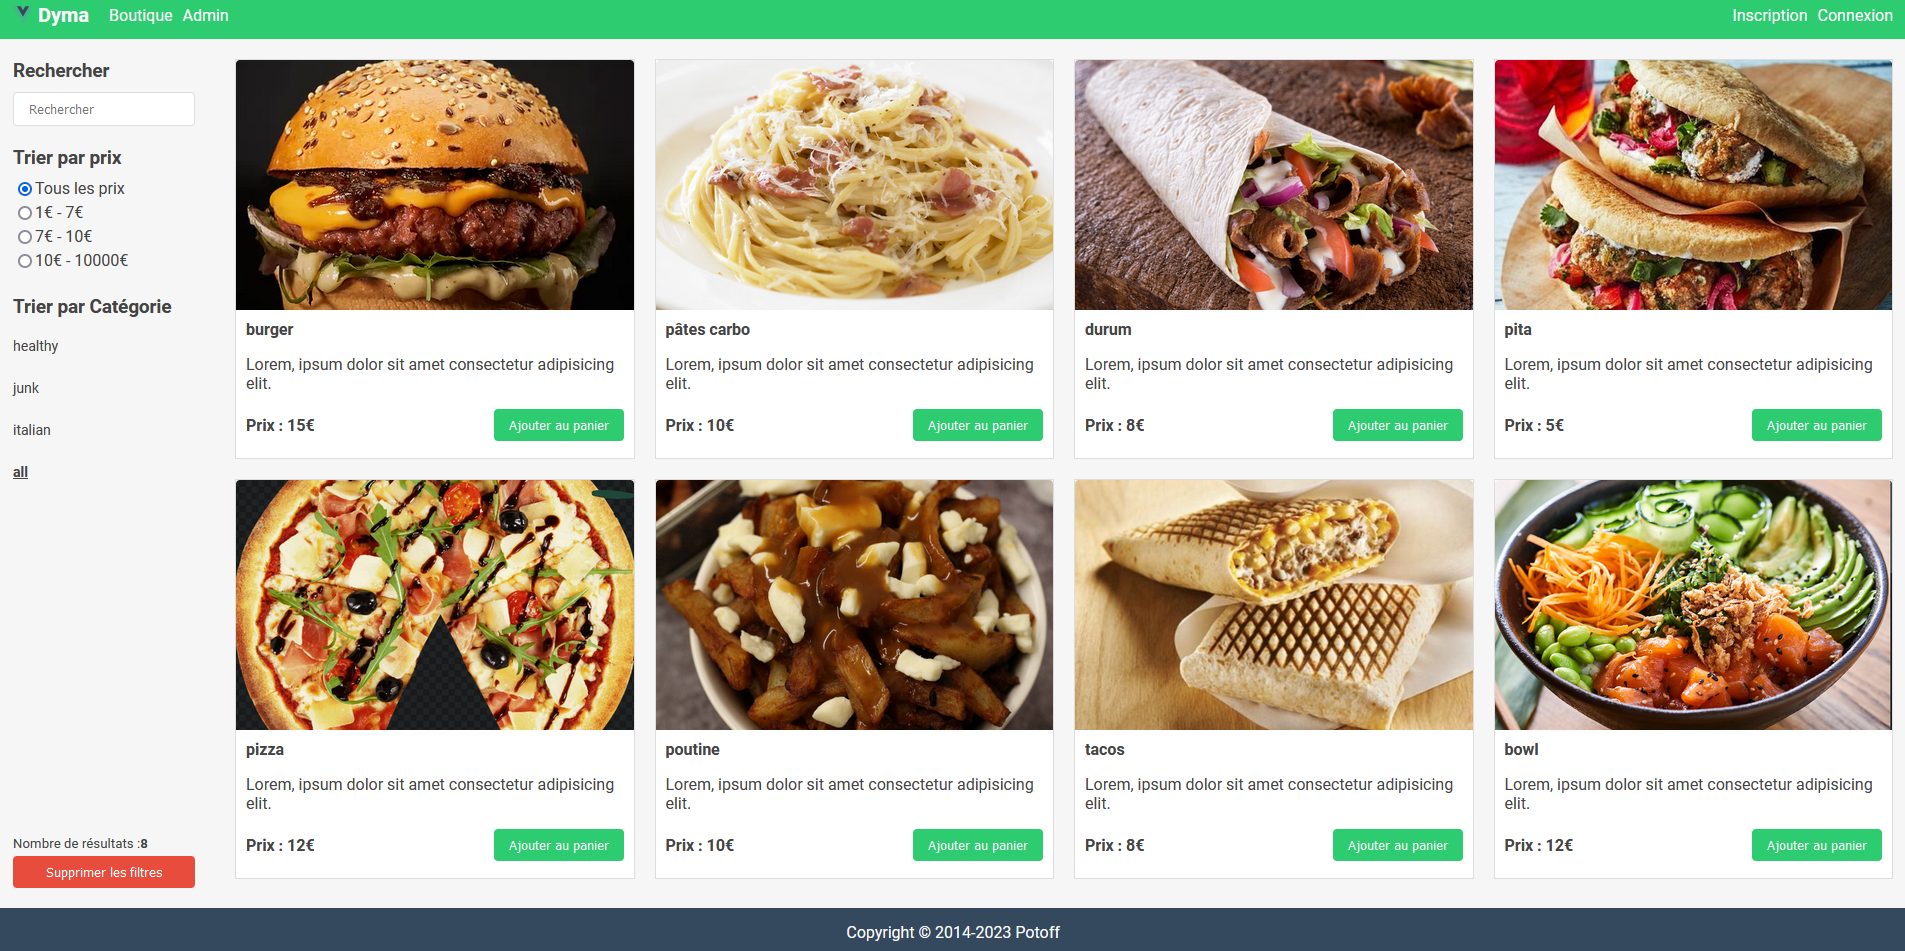 Dyma Boutique Admin Inscription Connexion
Rechercher
Rechercher
Trier par prix
Tous les prix
1€ - 7€
7€ - 10€
10€ - 10000€
Trier par Catégorie
healthy
junk
italian
all
Nombre de résultats :8
Supprimer les filtres
burger
Lorem, ipsum dolor sit amet consectetur adipisicing
elit.
Prix : 15€ Ajouter au panier
pâtes carbo
Lorem, ipsum dolor sit amet consectetur adipisicing
elit.
Prix : 10€ Ajouter au panier
durum
Lorem, ipsum dolor sit amet consectetur adipisicing
elit.
Prix : 8€ Ajouter au panier
pita
Lorem, ipsum dolor sit amet consectetur adipisicing
elit.
Prix : 5€ Ajouter au panier
pizza
Lorem, ipsum dolor sit amet consectetur adipisicing
elit.
Prix : 12€ Ajouter au panier
poutine
Lorem, ipsum dolor sit amet consectetur adipisicing
elit.
Prix : 10€ Ajouter au panier
tacos
Lorem, ipsum dolor sit amet consectetur adipisicing
elit.
Prix : 8€ Ajouter au panier
bowl
Lorem, ipsum dolor sit amet consectetur adipisicing
elit.
Prix : 12€ Ajouter au panier
Copyright © 2014-2023 Potoff